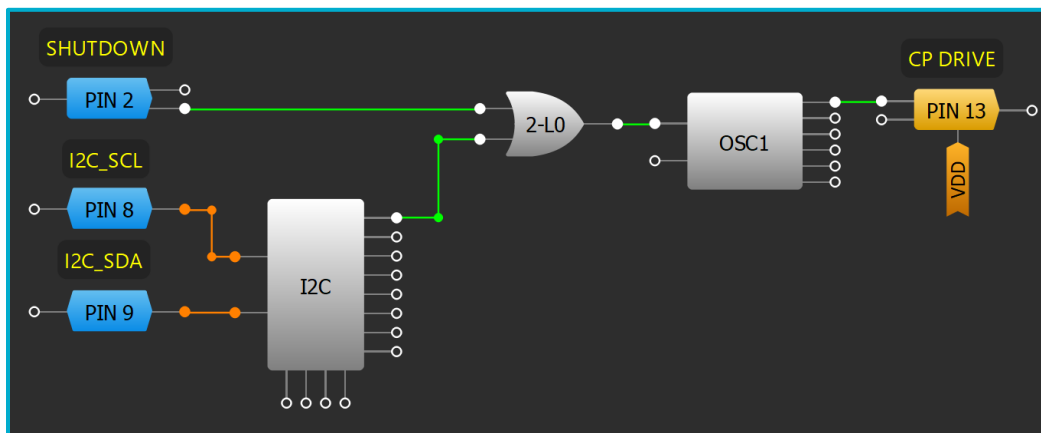 SHUTDOWN
CP DRIVE
PIN 2
PIN 13
2-L0
OSC1
I2C_SCL
VDD
PIN 8
I2C_SDA
I2C
PIN 9